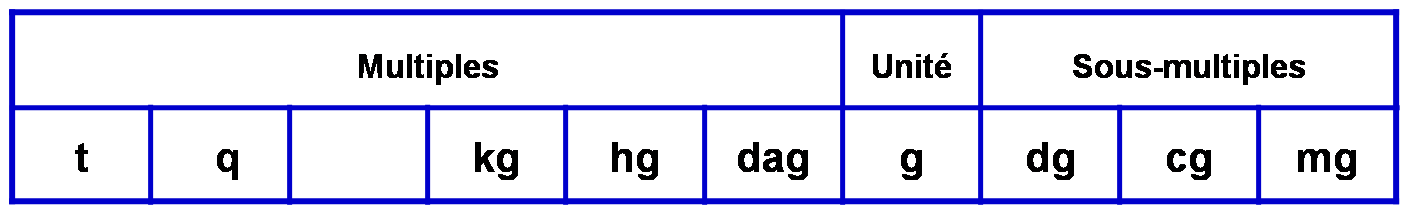 Multiples Unité Sous-multiples
t q kg hg dag g dg cg mg